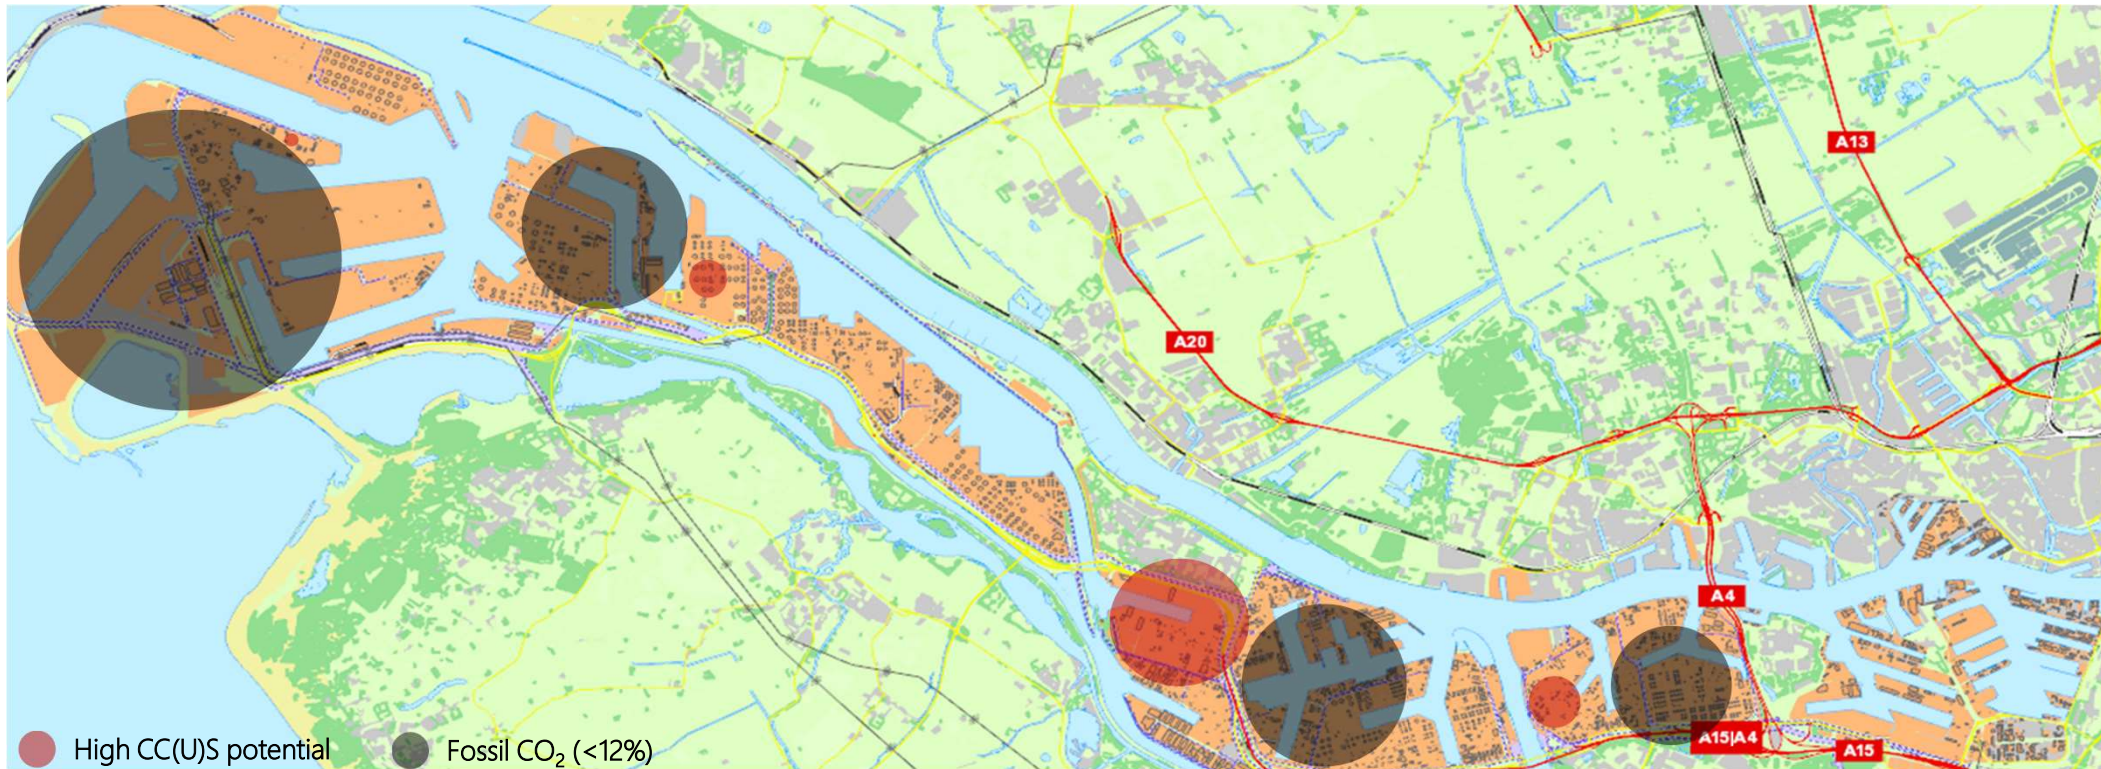 A13
A20
A4
A15|A4
A15
High CC(U)S potential
Fossil CO₂ (<12%)